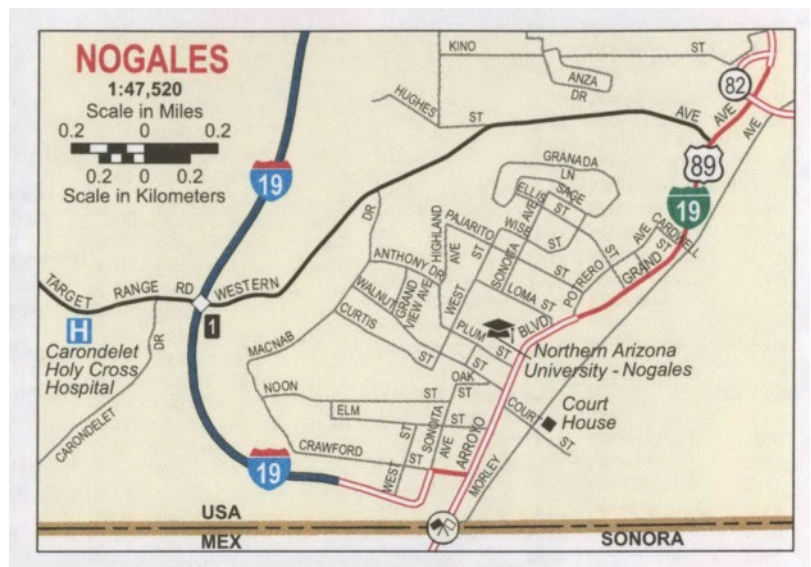 NOGALES
1:47,520
Scale in Miles
0.2 0 0.2
0.2 0 0.2
Scale in Kilometers
KINO ST
ANZA
DR
HUGHES ST
AVE
AVE
AVE
82
89
19
19
GRANADA
LN
SAGE
ELLIS ST
AVE
WISE ST
PAJARITO ST
SONOITA
HIGHLAND
AVE
DR
ANTHONY DR
WALNUT
GRAND
VIEW AVE
WEST
ST
LOMA ST
POTRERO
AVE
GRAND
ST
CARDWELL
TARGET RANGE RD
WESTERN
1
H
Carondelet
Holy Cross
Hospital
DR
CARONDELET
MACNAB
CURTIS ST
PLUM ST
BLVD
Northern Arizona
University - Nogales
NOON ST
OAK ST
ST
ELM ST
COURT ST
Court
House
CRAWFORD ST
WEST ST
SONOITA
AVE
ARROYO
MORLEY
19
USA
MEX
SONORA